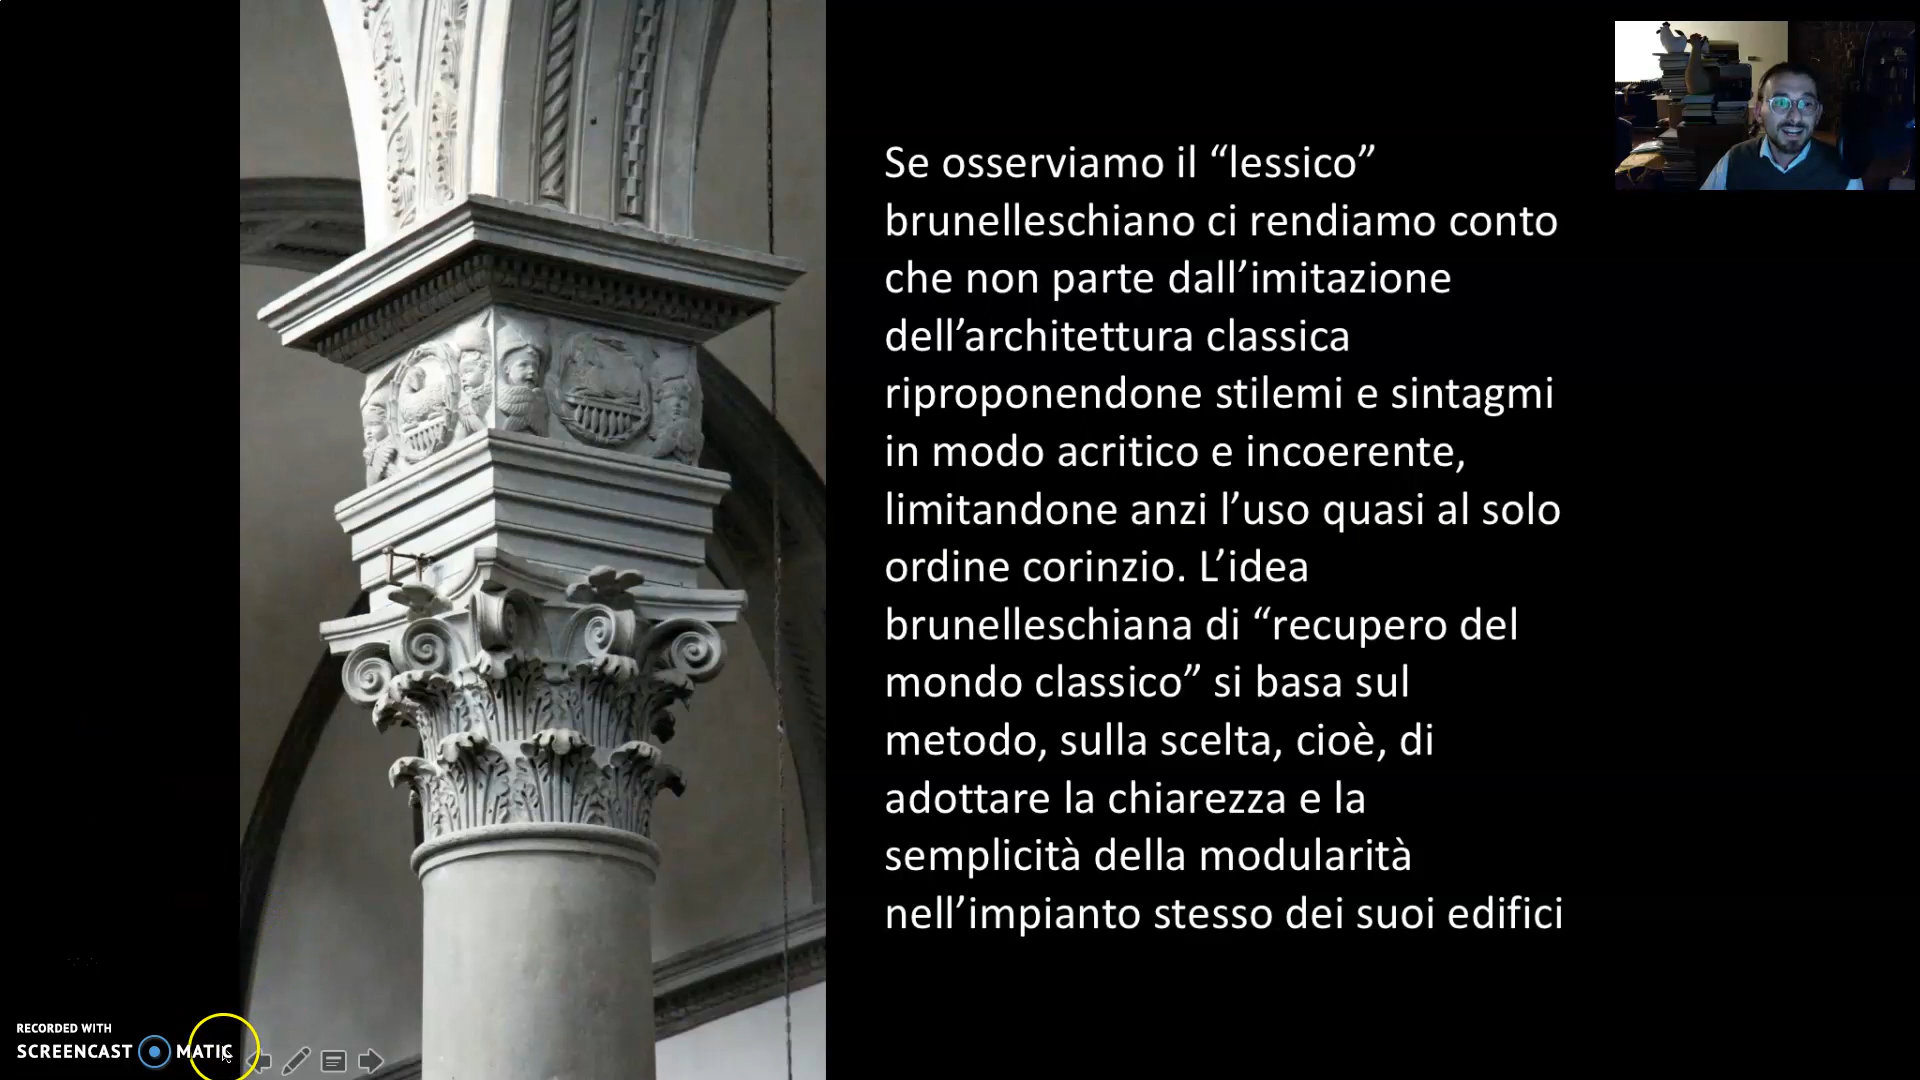 Se osserviamo il “lessico”
brunelleschiano ci rendiamo conto
che non parte dall’imitazione
dell’architettura classica
riproponendone stilemi e sintagmi
in modo acritico e incoerente,
limitandone anzi l’uso quasi al solo
ordine corinzio. L’idea
brunelleschiana di “recupero del
mondo classico” si basa sul
metodo, sulla scelta, cioè, di
adottare la chiarezza e la
semplicità della modularità
nell’impianto stesso dei suoi edifici
RECORDED WITH
SCREENCAST MATIC